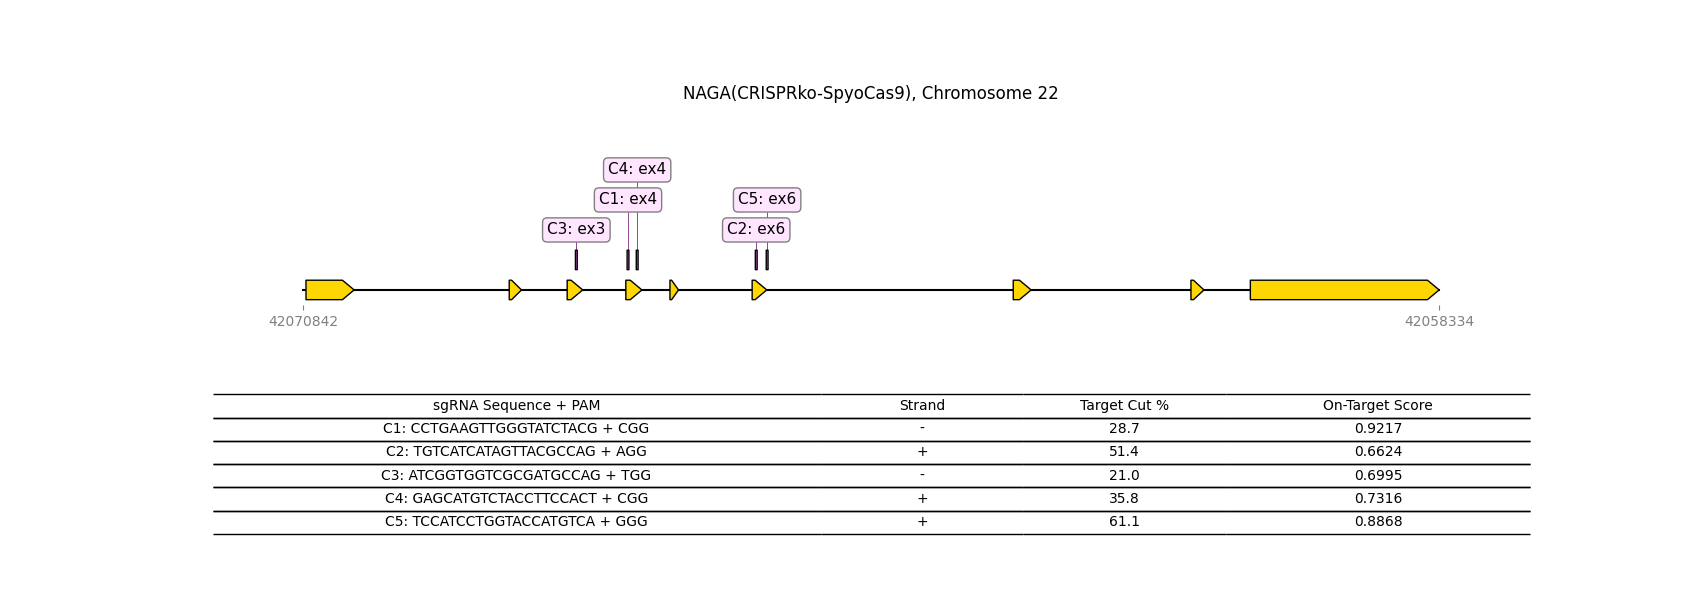 NAGA(CRISPRko-SpyoCas9), Chromosome 22
C4: ex4
C1: ex4
C5: ex6
C3: ex3
C2: ex6
42070842
42058334
sgRNA Sequence + PAM Strand Target Cut % On-Target Score
C1: CCTGAAGTTGGGTATCTACG + CGG - 28.7 0.9217
C2: TGTCATCATAGTTACGCCAG + AGG + 51.4 0.6624
C3: ATCGGTGGTCGCGATGCCAG + TGG - 21.0 0.6995
C4: GAGCATGTCTACCTTCCACT + CGG + 35.8 0.7316
C5: TCCATCCTGGTACCATGTCA + GGG + 61.1 0.8868